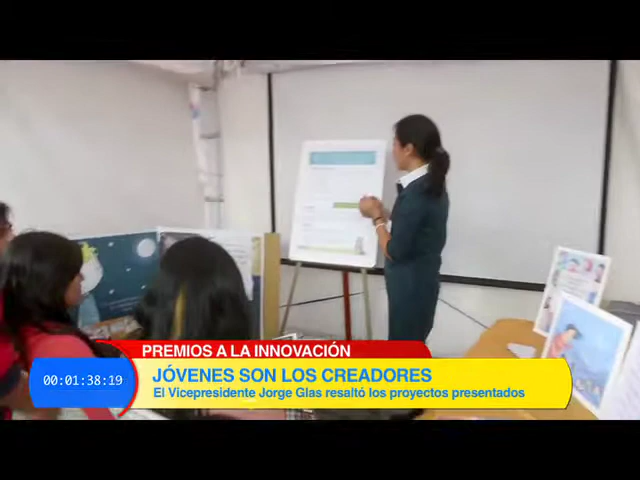 PREMIOS A LA INNOVACIÓN
JÓVENES SON LOS CREADORES
00:01:38:19
El Vicepresidente Jorge Glas resaltó los proyectos presentados